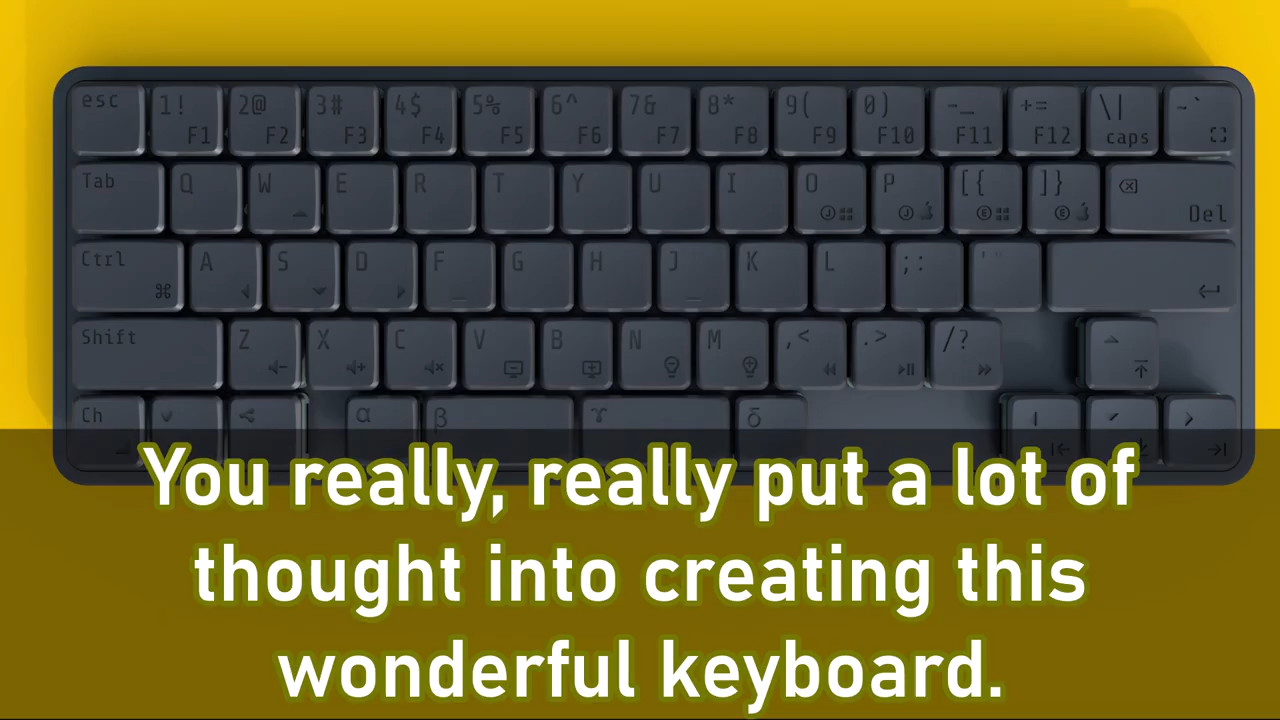 esc 1! F1 2@ F2 3# F3 4$ F4 5% F5 6^ F6 7& F7 8* F8 9( F9 0) F10 -_ F11 += F12 \| caps ~`
Tab Q W E R T Y U I O J P J [{ E ]} E Del
Ctrl ⌘ A S D F G H J K L ;: '"
Shift Z X C V B N M ,< .> /?
Ch α β γ δ
You really, really put a lot of
thought into creating this
wonderful keyboard.